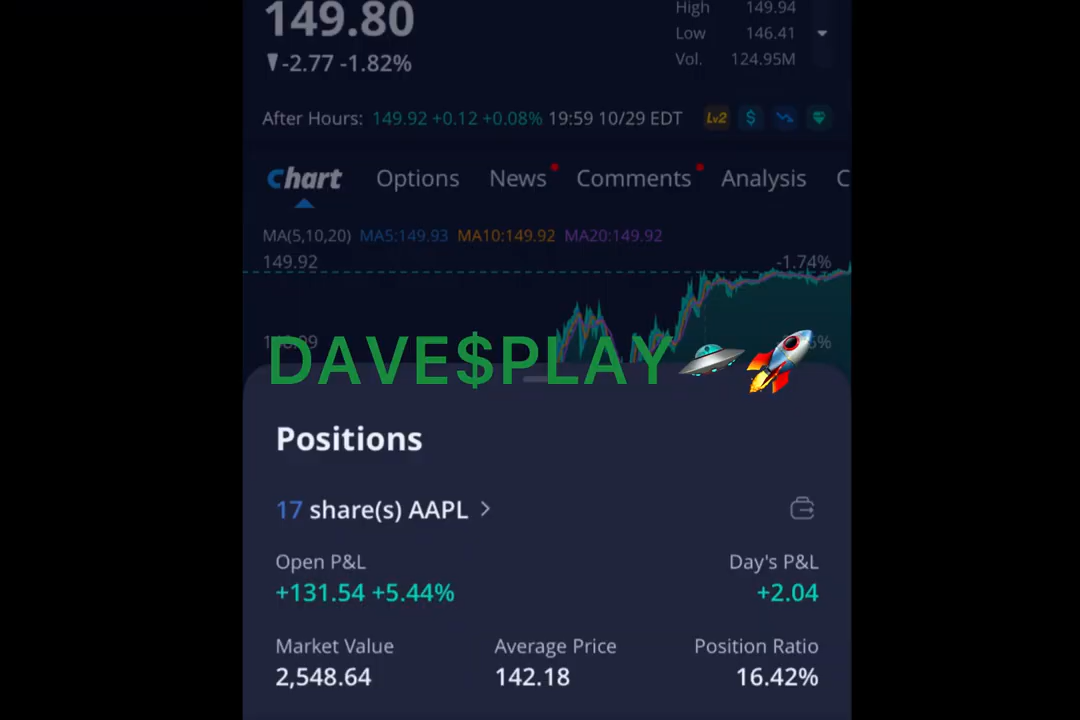 149.80
High 149.94
Low 146.41
-2.77 -1.82%
Vol. 124.95M
After Hours: 149.92 +0.12 +0.08% 19:59 10/29 EDT Lv2 $
Chart Options News Comments Analysis C
MA(5,10,20) MA5:149.93 MA10:149.92 MA20:149.92
149.92 -1.74%
DAVE$PLAY
Positions
17 share(s) AAPL >
Open P&L Day's P&L
+131.54 +5.44% +2.04
Market Value Average Price Position Ratio
2,548.64 142.18 16.42%